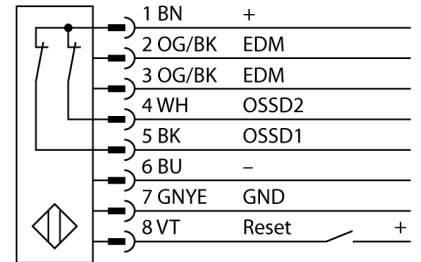 1 BN +
2 OG/BK EDM
3 OG/BK EDM
4 WH OSSD2
5 BK OSSD1
6 BU –
7 GNYE GND
8 VT Reset +